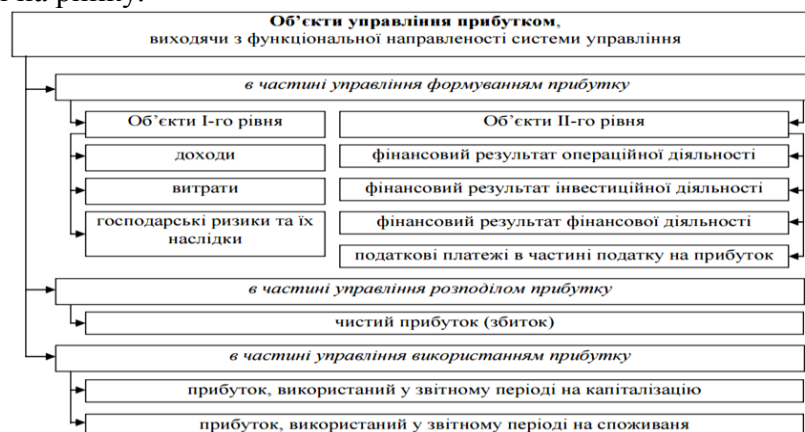 на ринку.
Об’єкти управління прибутком,
виходячи з функціональної направленості системи управління
в частині управління формуванням прибутку
Об’єкти І-го рівня
Об’єкти ІІ-го рівня
доходи
фінансовий результат операційної діяльності
витрати
фінансовий результат інвестиційної діяльності
господарські ризики та їх
наслідки
фінансовий результат фінансової діяльності
податкові платежі в частині податку на прибуток
в частині управління розподілом прибутку
чистий прибуток (збиток)
в частині управління використанням прибутку
прибуток, використаний у звітному періоді на капіталізацію
прибуток, використаний у звітному періоді на споживаня